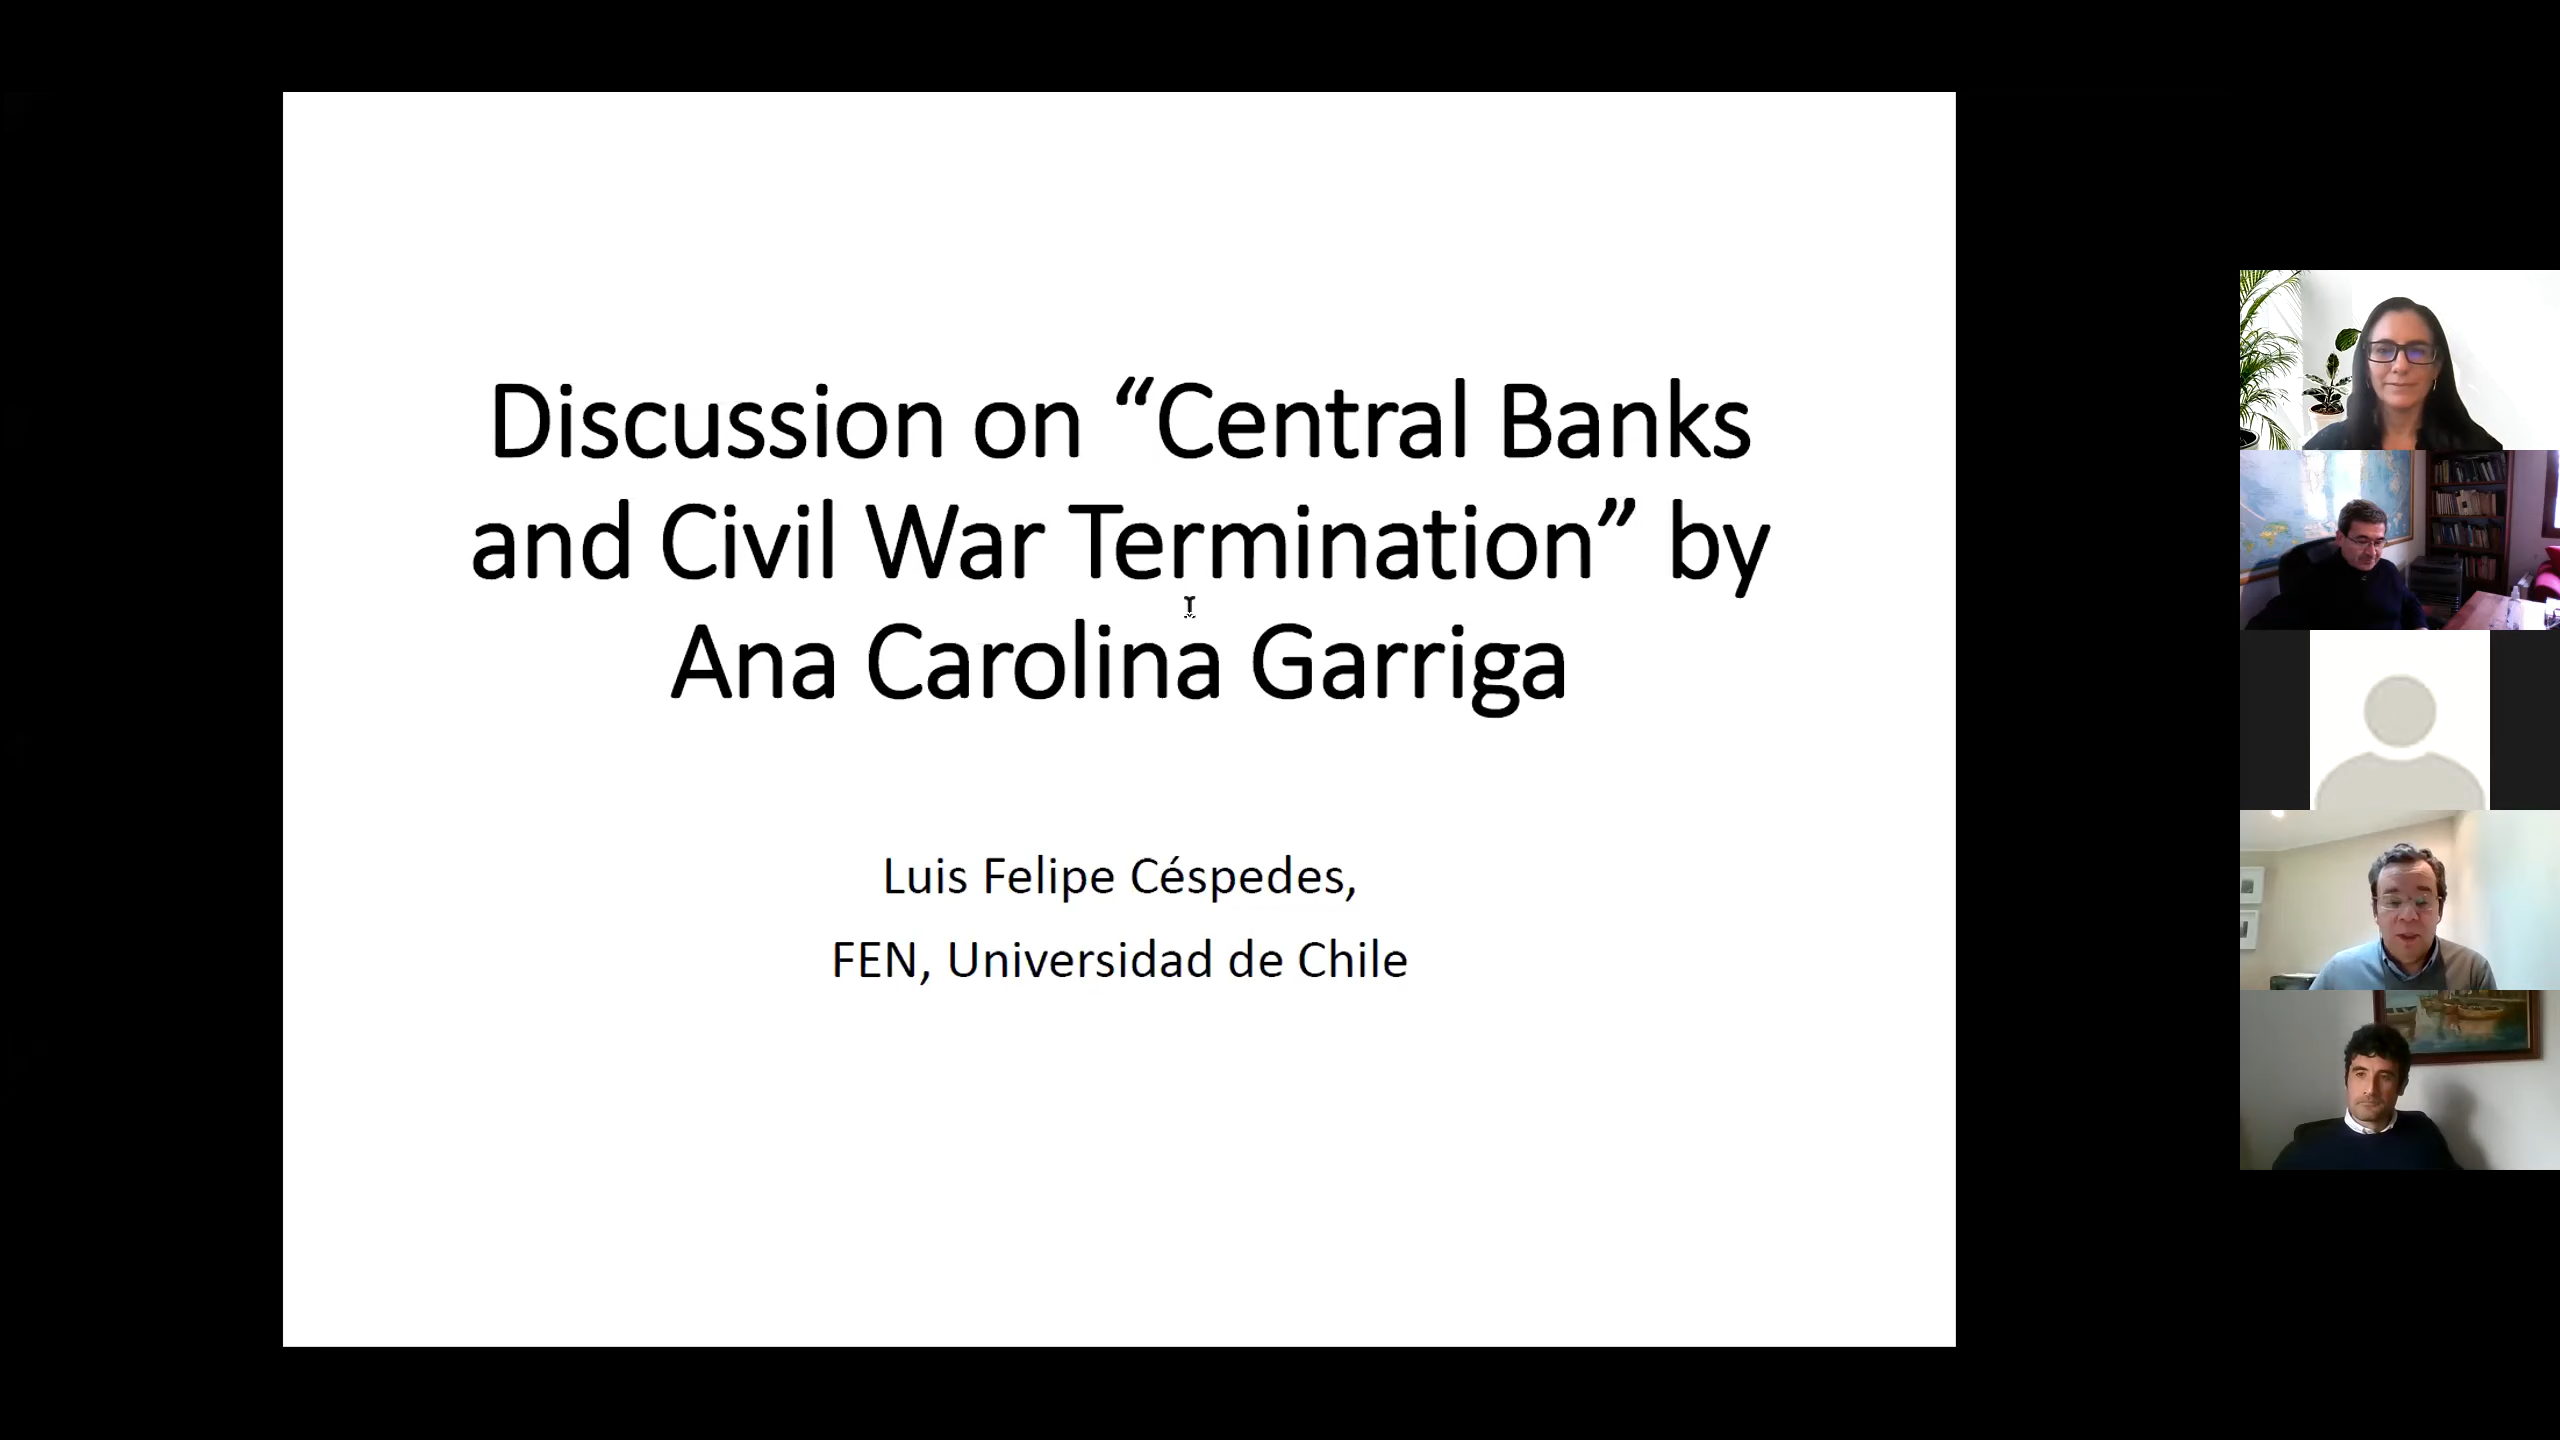 Discussion on “Central Banks
and Civil War Termination” by
Ana Carolina Garriga
Luis Felipe Céspedes,
FEN, Universidad de Chile